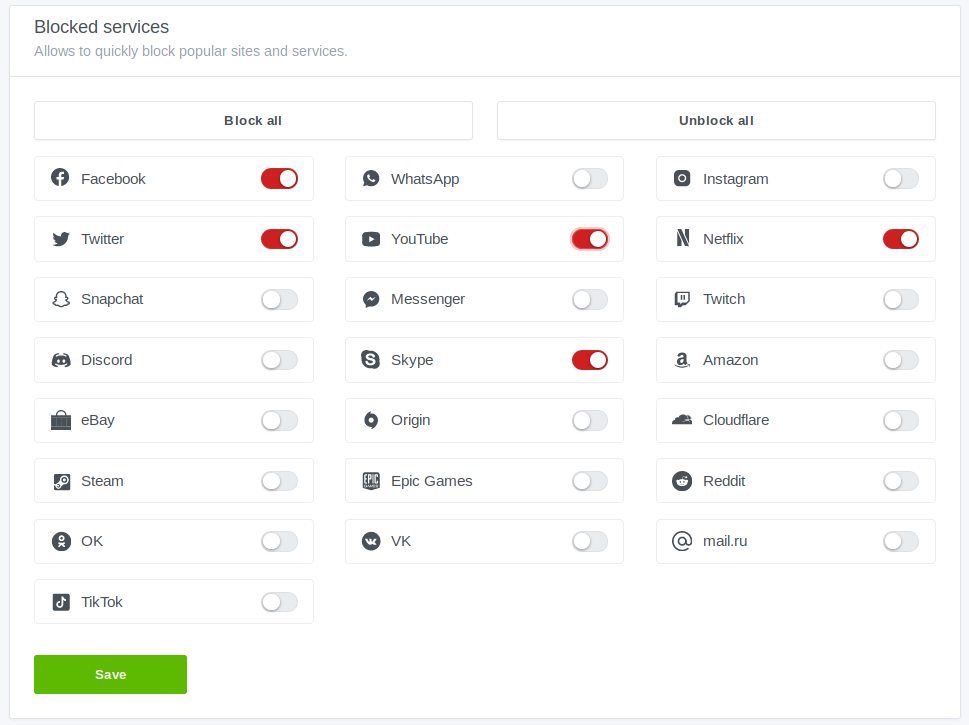 Blocked services
Allows to quickly block popular sites and services.
Block all
Unblock all
Facebook
WhatsApp
Instagram
Twitter
YouTube
Netflix
Snapchat
Messenger
Twitch
Discord
Skype
Amazon
eBay
Origin
Cloudflare
Steam
EPIC
GAMES
Epic Games
Reddit
OK
VK
mail.ru
TikTok
Save